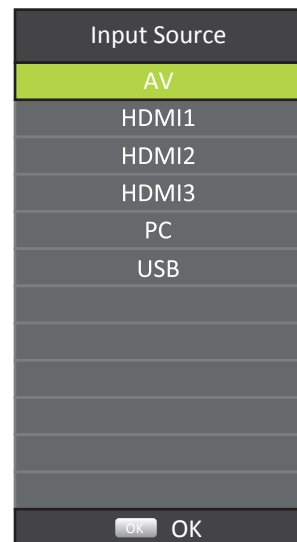 Input Source
AV
HDMI1
HDMI2
HDMI3
PC
USB
OK OK